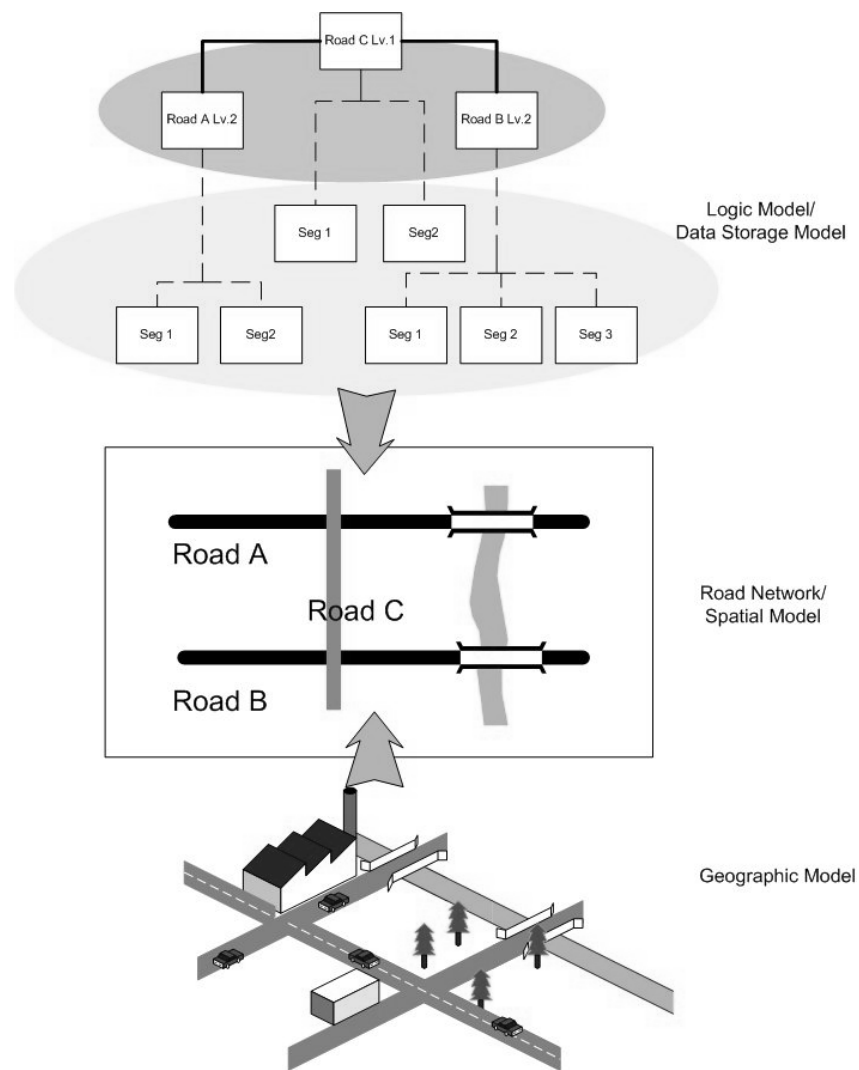 Road C Lv.1
Road A Lv.2
Road B Lv.2
Seg 1
Seg2
Logic Model/
Data Storage Model
Seg 1
Seg2
Seg 1
Seg 2
Seg 3
Road A
Road C
Road B
Road Network/
Spatial Model
Geographic Model